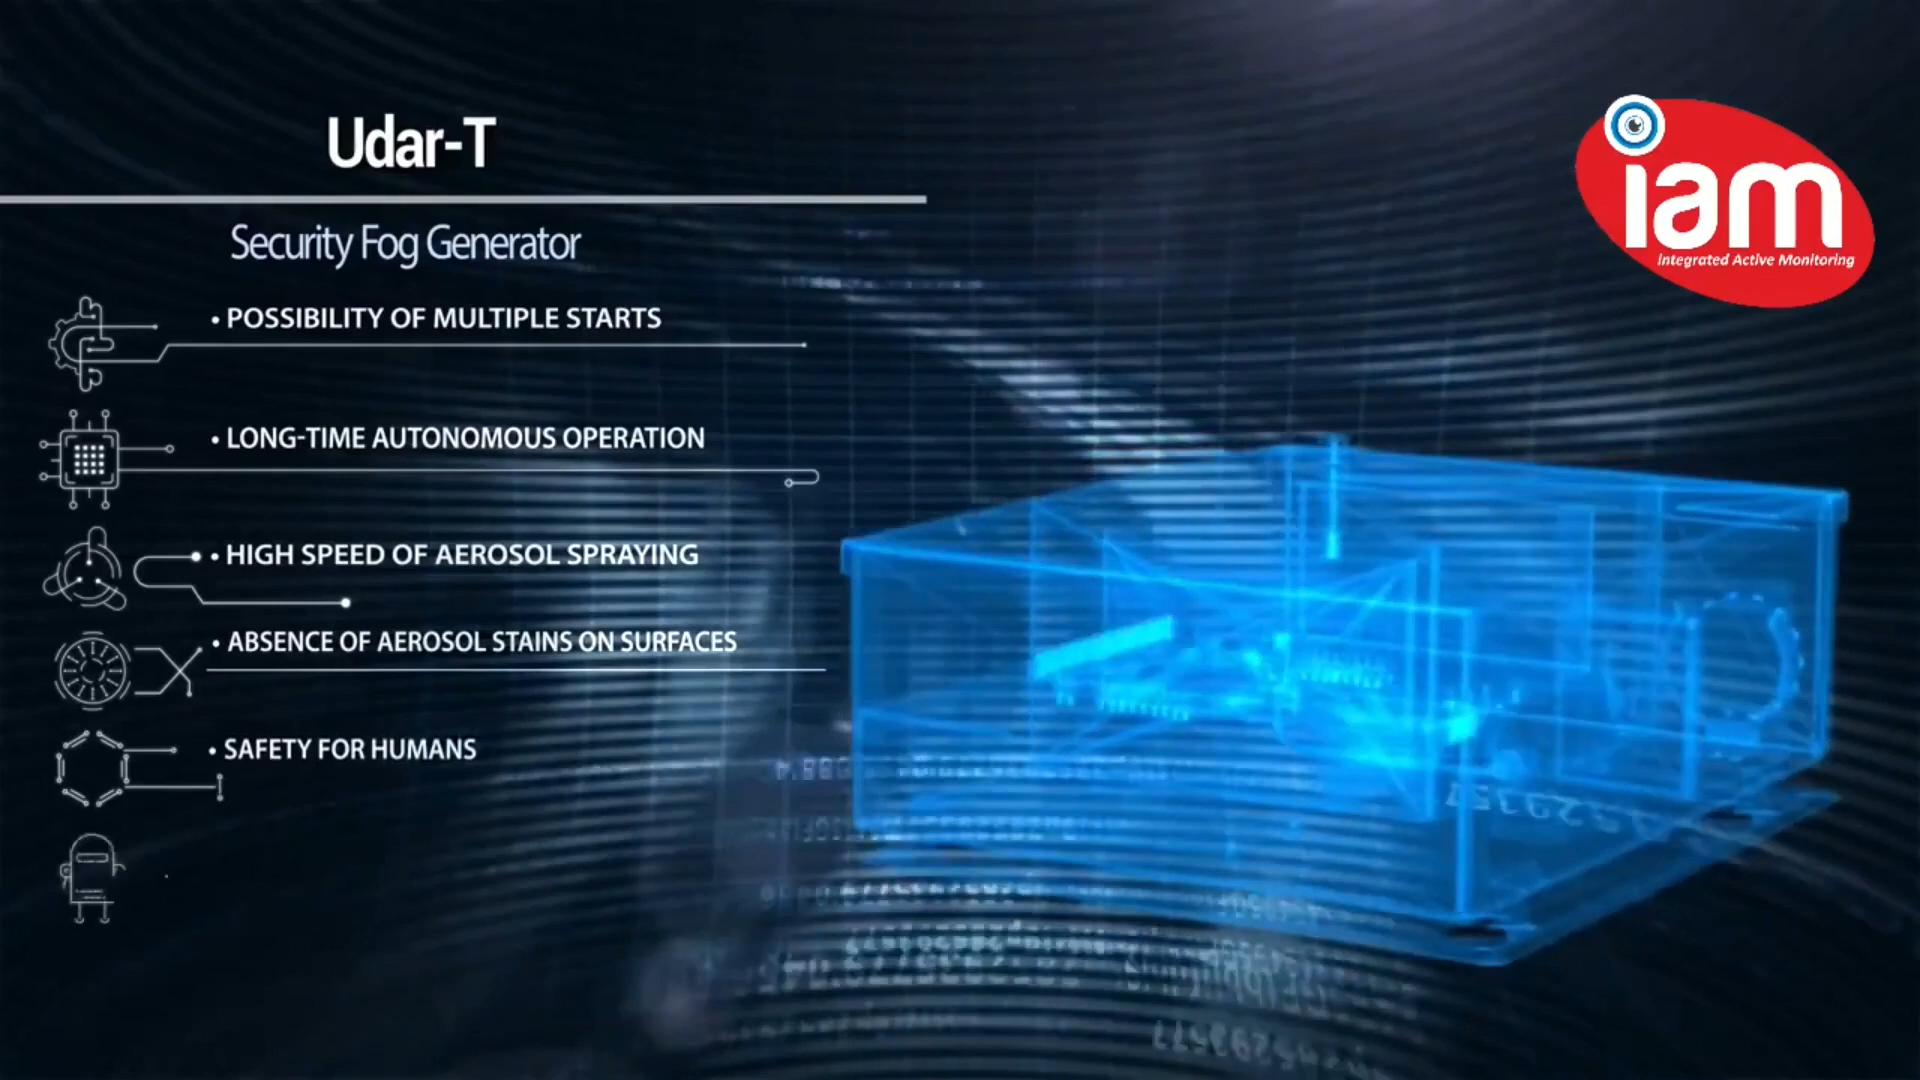 Udar-T
Security Fog Generator
• POSSIBILITY OF MULTIPLE STARTS
• LONG-TIME AUTONOMOUS OPERATION
• HIGH SPEED OF AEROSOL SPRAYING
• ABSENCE OF AEROSOL STAINS ON SURFACES
• SAFETY FOR HUMANS
iam
Integrated Active Monitoring